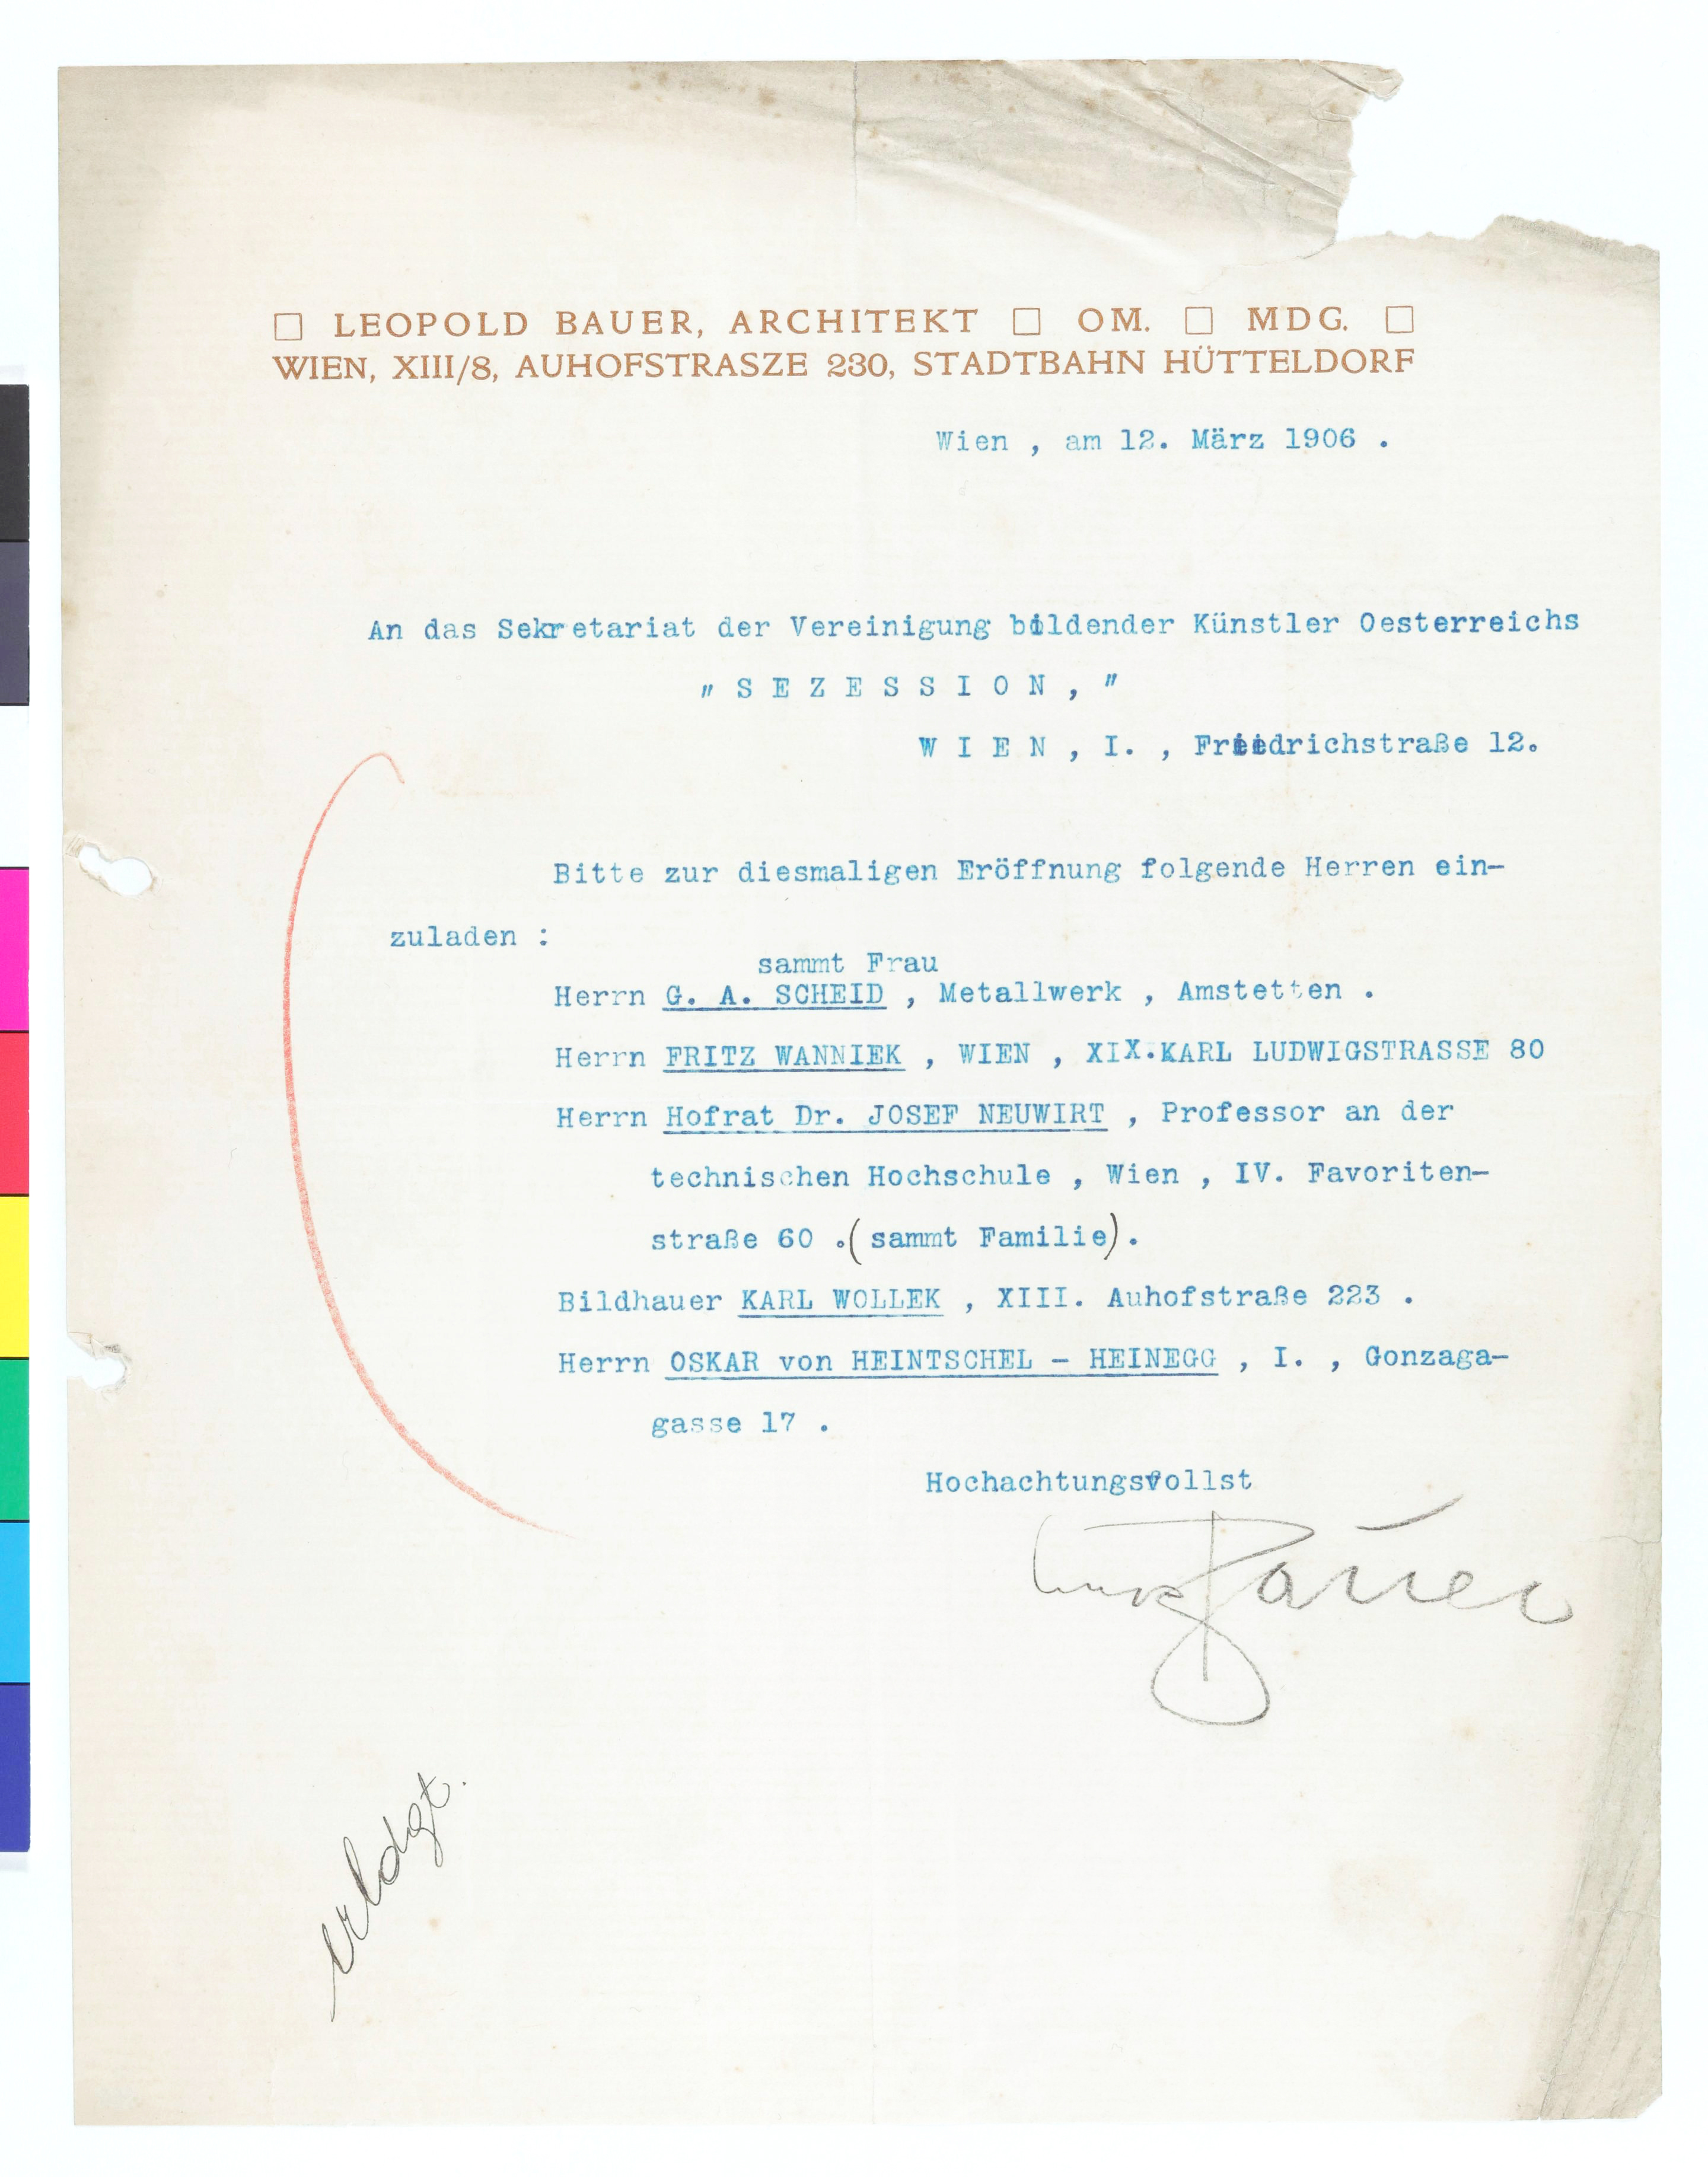 □ LEOPOLD BAUER, ARCHITEKT □ OM. □ MDG. □
WIEN, XIII/8, AUHOFSTRASZE 230, STADTBAHN HÜTTELDORF
Wien , am 12. März 1906 .
An das Sekretariat der Vereinigung bildender Künstler Oesterreichs
"SEZESSION,"
WIEN, I. , Friedrichstraße 12.
Bitte zur diesmaligen Eröffnung folgende Herren ein-
zuladen :
sammt Frau
Herrn G. A. SCHEID , Metallwerk , Amstetten .
Herrn FRITZ WANNIEK , WIEN , XIX.KARL LUDWIGSTRASSE 80
Herrn Hofrat Dr. JOSEF NEUWIRT , Professor an der
technischen Hochschule , Wien , IV. Favoriten-
straße 60 .(sammt Familie).
Bildhauer KARL WOLLEK , XIII. Auhofstraße 223 .
Herrn OSKAR von HEINTSCHEL - HEINEGG , I. , Gonzaga-
gasse 17 .
Hochachtungsvollst
Bauer
erldgt.